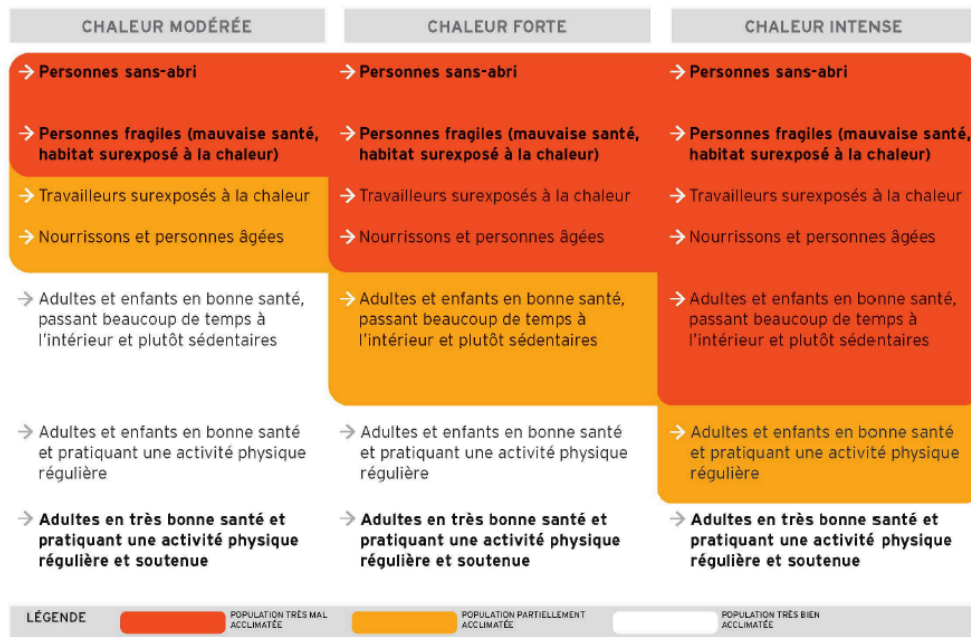 CHALEUR MODÉRÉE
CHALEUR FORTE
CHALEUR INTENSE
→ Personnes sans-abri
→ Personnes fragiles (mauvaise santé,
habitat surexposé à la chaleur)
→ Travailleurs surexposés à la chaleur
→ Nourrissons et personnes âgées
→ Adultes et enfants en bonne santé,
passant beaucoup de temps à
l'intérieur et plutôt sédentaires
→ Adultes et enfants en bonne santé
et pratiquant une activité physique
régulière
→ Adultes en très bonne santé et
pratiquant une activité physique
régulière et soutenue
→ Personnes sans-abri
→ Personnes fragiles (mauvaise santé,
habitat surexposé à la chaleur)
→ Travailleurs surexposés à la chaleur
→ Nourrissons et personnes âgées
→ Adultes et enfants en bonne santé,
passant beaucoup de temps à
l'intérieur et plutôt sédentaires
→ Adultes et enfants en bonne santé
et pratiquant une activité physique
régulière
→ Adultes en très bonne santé et
pratiquant une activité physique
régulière et soutenue
→ Personnes sans-abri
→ Personnes fragiles (mauvaise santé,
habitat surexposé à la chaleur)
→ Travailleurs surexposés à la chaleur
→ Nourrissons et personnes âgées
→ Adultes et enfants en bonne santé,
passant beaucoup de temps à
l'intérieur et plutôt sédentaires
→ Adultes et enfants en bonne santé
et pratiquant une activité physique
régulière
→ Adultes en très bonne santé et
pratiquant une activité physique
régulière et soutenue
LÉGENDE
POPULATION TRÈS MAL
ACCLIMATÉE
POPULATION PARTIELLEMENT
ACCLIMATÉE
POPULATION TRÈS BIEN
ACCLIMATÉE